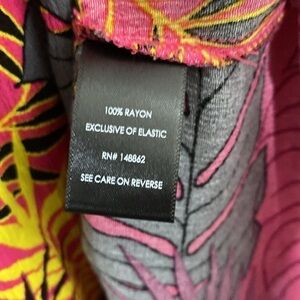 100% RAYON
EXCLUSIVE OF ELASTIC
RN# 148862
SEE CARE ON REVERSE